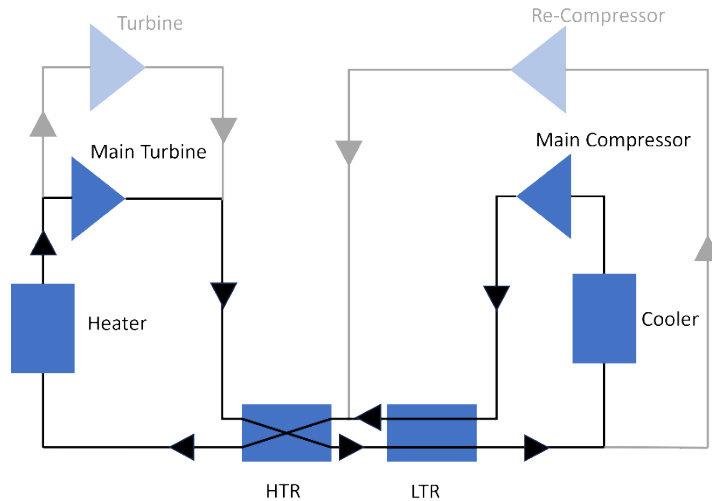 Turbine
Re-Compressor
Main Turbine
Main Compressor
Heater
Cooler
HTR
LTR